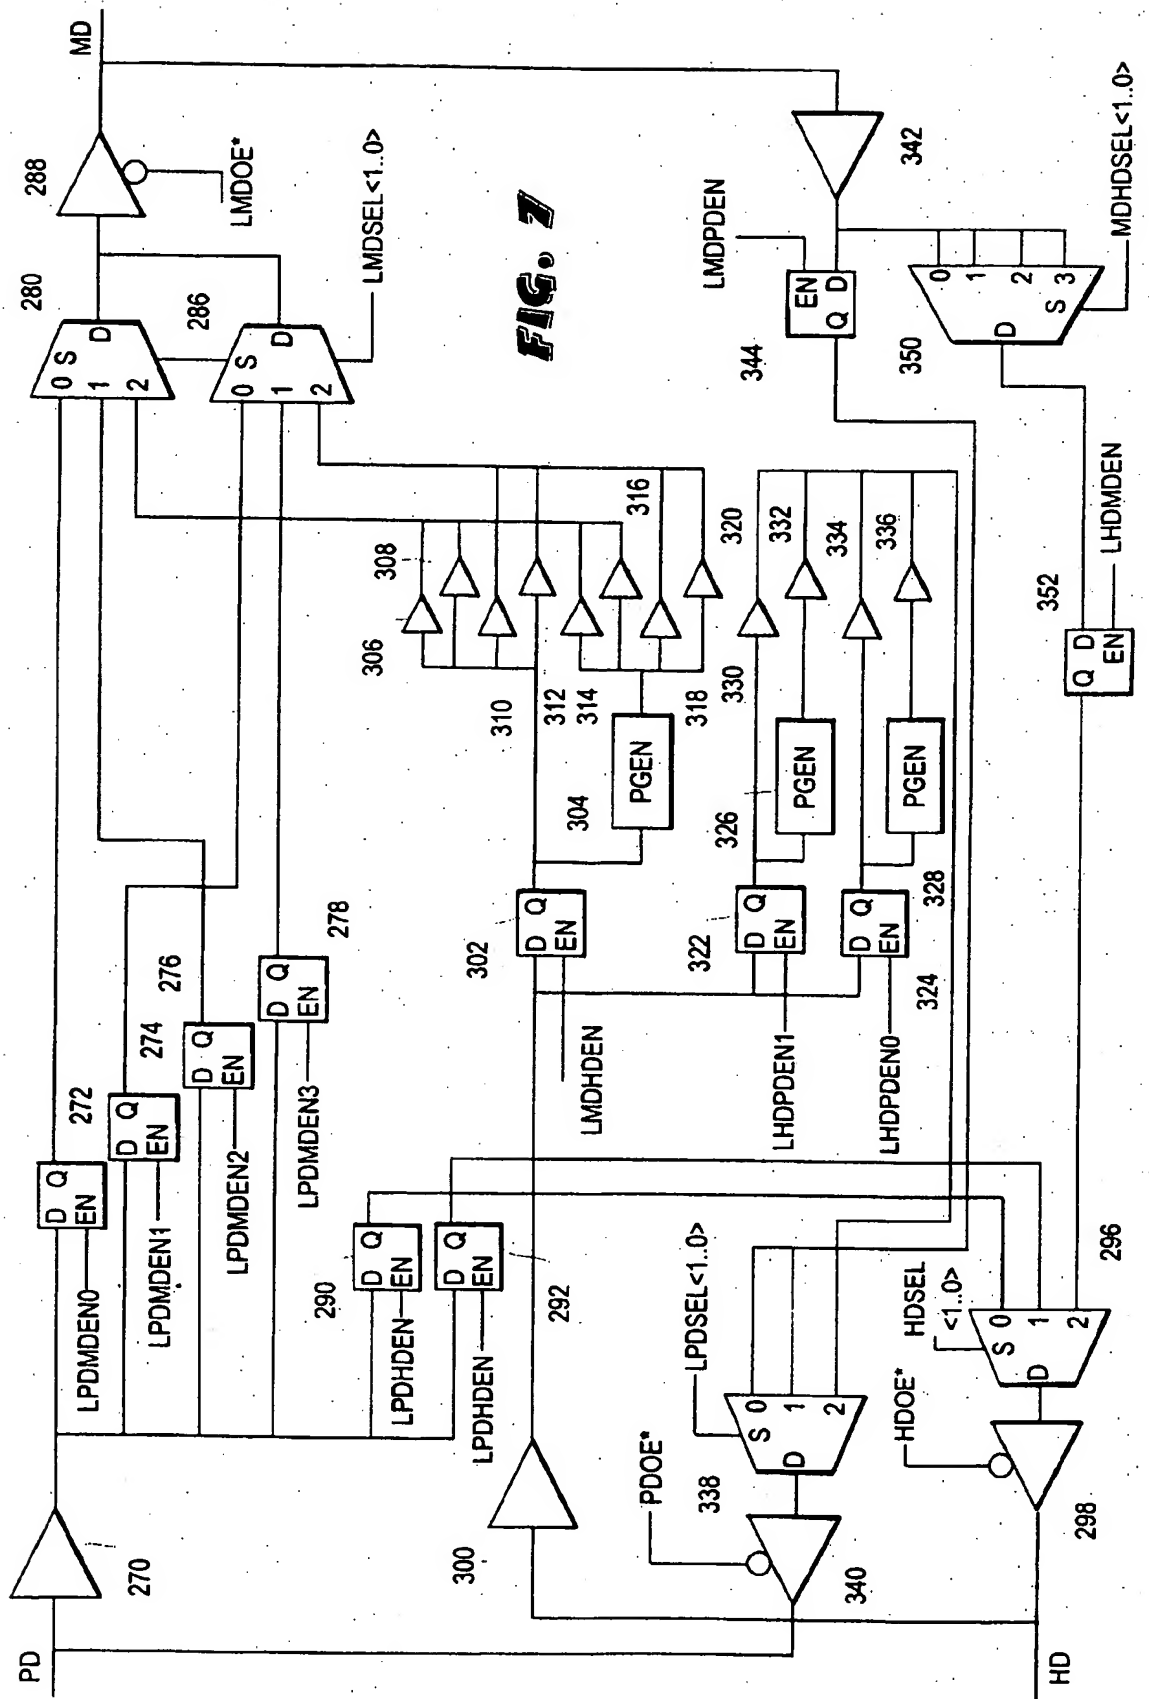 PD
270
LPDMDEN0
D Q
EN
272
LPDMDEN1
D Q
EN
274
LPDMDEN2
D Q
EN
276
LPDMDEN3
D Q
EN
278
0 S
1 D
2
280
0 S
1 D
2
286
LMDSEL<1..0>
288
LMDOE*
MD
290
LPDHDEN
D Q
EN
LPDHDEN
D Q
EN
292
300
LMDHDEN
D Q
EN
302
304
PGEN
306
308
310
312
314
316
318
320
FIG. 7
LHDPDEN1
D Q
EN
322
326
PGEN
330
332
LHDPDEN0
D Q
EN
324
328
PGEN
334
336
PDOE*
340
338
LPDSEL<1..0>
S 0
D 1
2
344
LMDPDEN
EN
Q D
342
HD
298
HDOE*
HDSEL
<1..0>
S 0
D 1
2
296
352
Q D
EN
LHDMDEN
350
0
1
D
2
S 3
MDHDSEL<1..0>